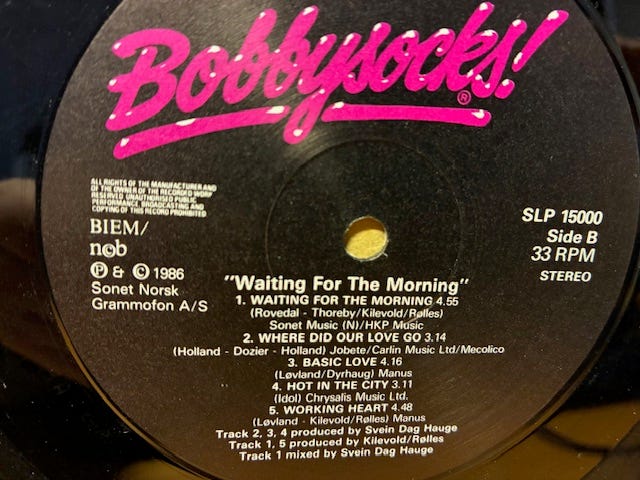 Bobbysocks!
®
ALL RIGHTS OF THE MANUFACTURER AND
OF THE OWNER OF THE RECORDED WORK
RESERVED UNAUTHORISED PUBLIC
PERFORMANCE, BROADCASTING AND
COPYING OF THIS RECORD PROHIBITED
BIEM/
ncb
Ⓟ & © 1986
Sonet Norsk
Grammofon A/S
SLP 15000
Side B
33 RPM
STEREO
"Waiting For The Morning"
1. WAITING FOR THE MORNING 4.55
(Rovedal - Thoreby/Kilevold/Rølles)
Sonet Music (N)/HKP Music
2. WHERE DID OUR LOVE GO 3.14
(Holland - Dozier - Holland) Jobete/Carlin Music Ltd/Mecolico
3. BASIC LOVE 4.16
(Løvland/Dyrhaug) Manus
4. HOT IN THE CITY 3.11
(Idol) Chrysalis Music Ltd.
5. WORKING HEART 4.48
(Løvland - Kilevold/Rølles) Manus
Track 2, 3, 4 produced by Svein Dag Hauge
Track 1, 5 produced by Kilevold/Rølles
Track 1 mixed by Svein Dag Hauge